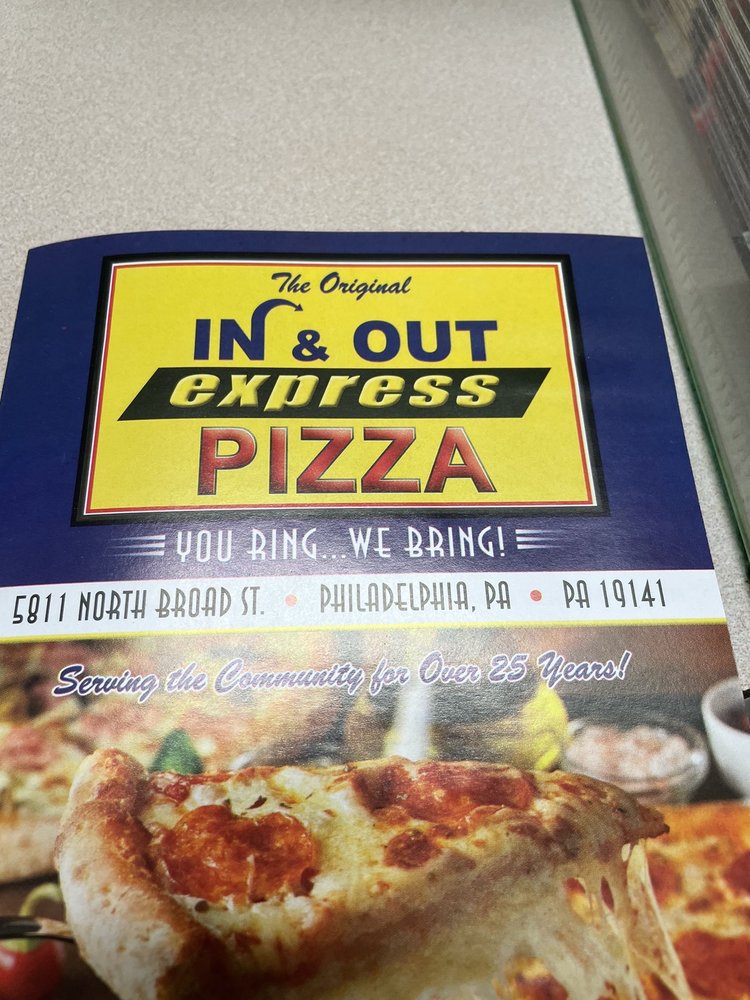 The Original
IN & OUT
express
PIZZA
YOU RING...WE BRING!
5811 NORTH BROAD ST. • PHILADELPHIA, PA • PA 19141
Serving the Community for Over 25 Years!